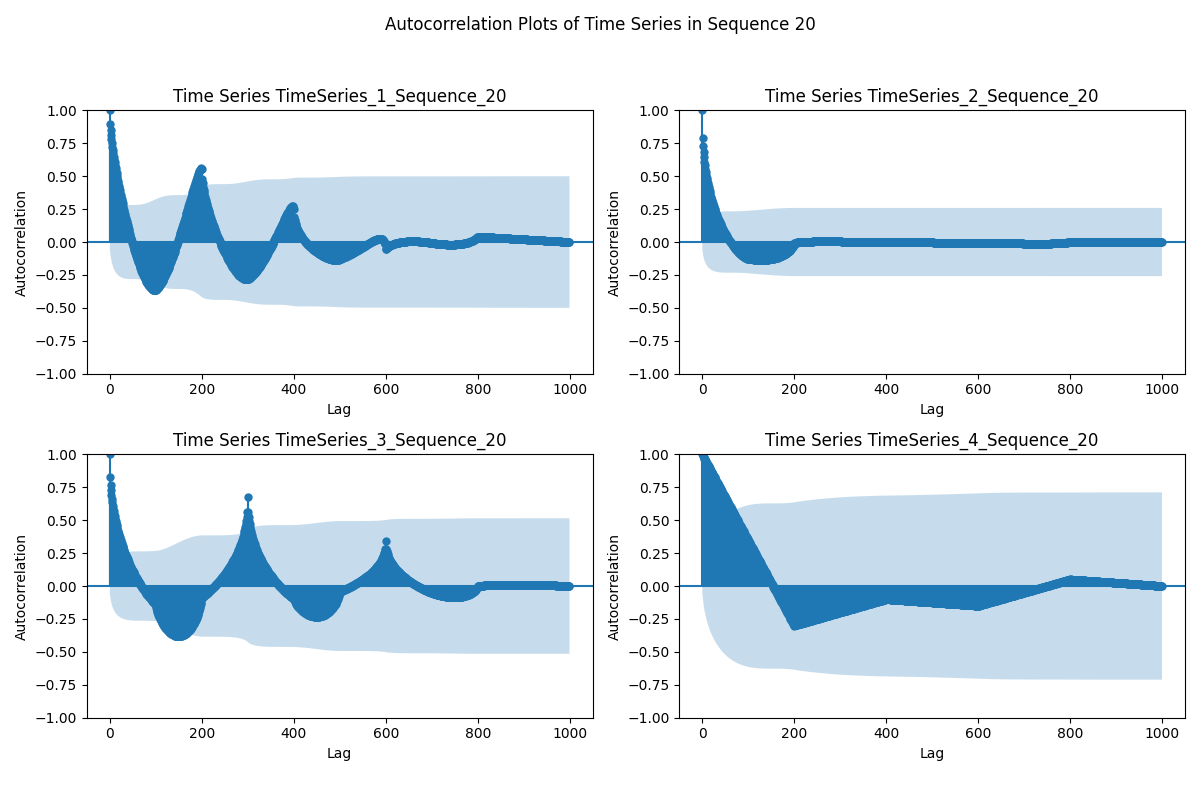 Autocorrelation Plots of Time Series in Sequence 20
Time Series TimeSeries_1_Sequence_20
Autocorrelation
1.00
0.75
0.50
0.25
0.00
−0.25
−0.50
−0.75
−1.00
0 200 400 600 800 1000
Lag
Time Series TimeSeries_2_Sequence_20
Autocorrelation
1.00
0.75
0.50
0.25
0.00
−0.25
−0.50
−0.75
−1.00
0 200 400 600 800 1000
Lag
Time Series TimeSeries_3_Sequence_20
Autocorrelation
1.00
0.75
0.50
0.25
0.00
−0.25
−0.50
−0.75
−1.00
0 200 400 600 800 1000
Lag
Time Series TimeSeries_4_Sequence_20
Autocorrelation
1.00
0.75
0.50
0.25
0.00
−0.25
−0.50
−0.75
−1.00
0 200 400 600 800 1000
Lag